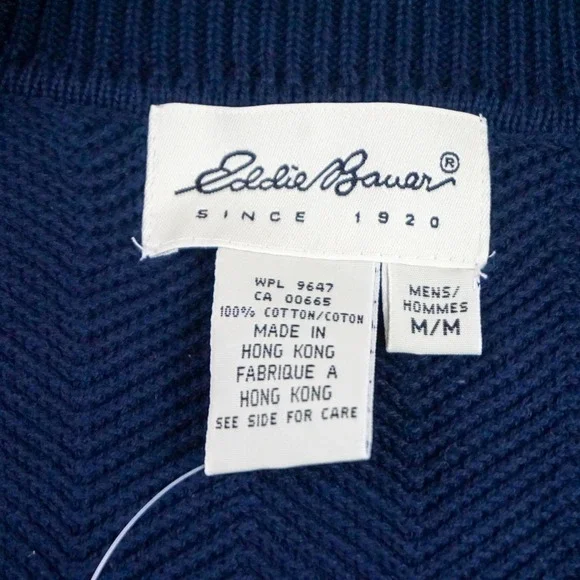 Eddie Bauer®
SINCE 1920
WPL 9647
CA 00665
100% COTTON/COTON
MADE IN
HONG KONG
FABRIQUE A
HONG KONG
SEE SIDE FOR CARE
MENS/
HOMMES
M/M